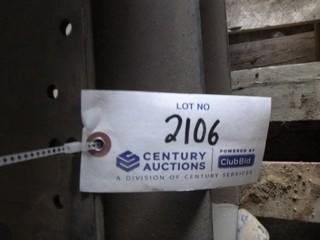 LOT NO
2106
CENTURY AUCTIONS
POWERED BY
ClubBid
A DIVISION OF CENTURY SERVICES